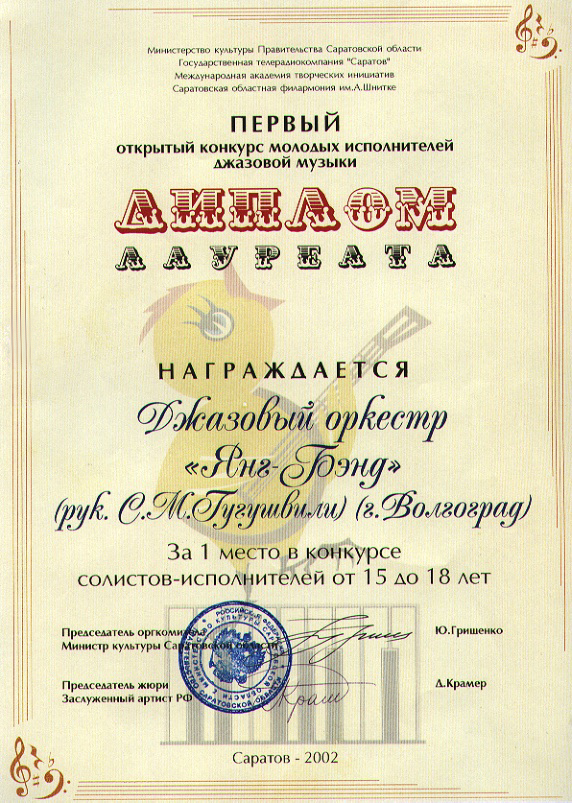 Министерство культуры Правительства Саратовской области
Государственная телерадиокомпания "Саратов"
Международная академия творческих инициатив
Саратовская областная филармония им.А.Шнитке
ПЕРВЫЙ
открытый конкурс молодых исполнителей
джазовой музыки
ДИПЛОМ
ЛАУРЕАТА
НАГРАЖДАЕТСЯ
Джазовый оркестр
«Янг-Бэнд»
(рук. С.М.Гугушвили) (г.Волгоград)
За 1 место в конкурсе
солистов-исполнителей от 15 до 18 лет
Председатель оргкомитета
Министр культуры Саратовской области
Ю.Грищенко
Председатель жюри
Заслуженный артист РФ
Д.Крамер
Саратов - 2002